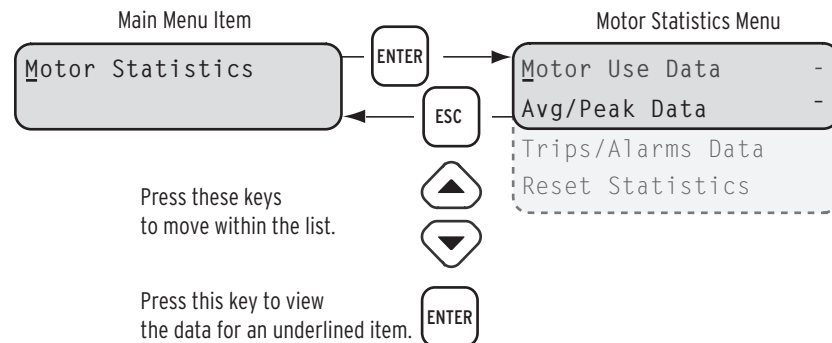 Main Menu Item
Motor Statistics Menu
Motor Statistics
ENTER
Motor Use Data -
Avg/Peak Data -
ESC
Trips/Alarms Data
Reset Statistics
Press these keys
to move within the list.
Press this key to view
the data for an underlined item.
ENTER